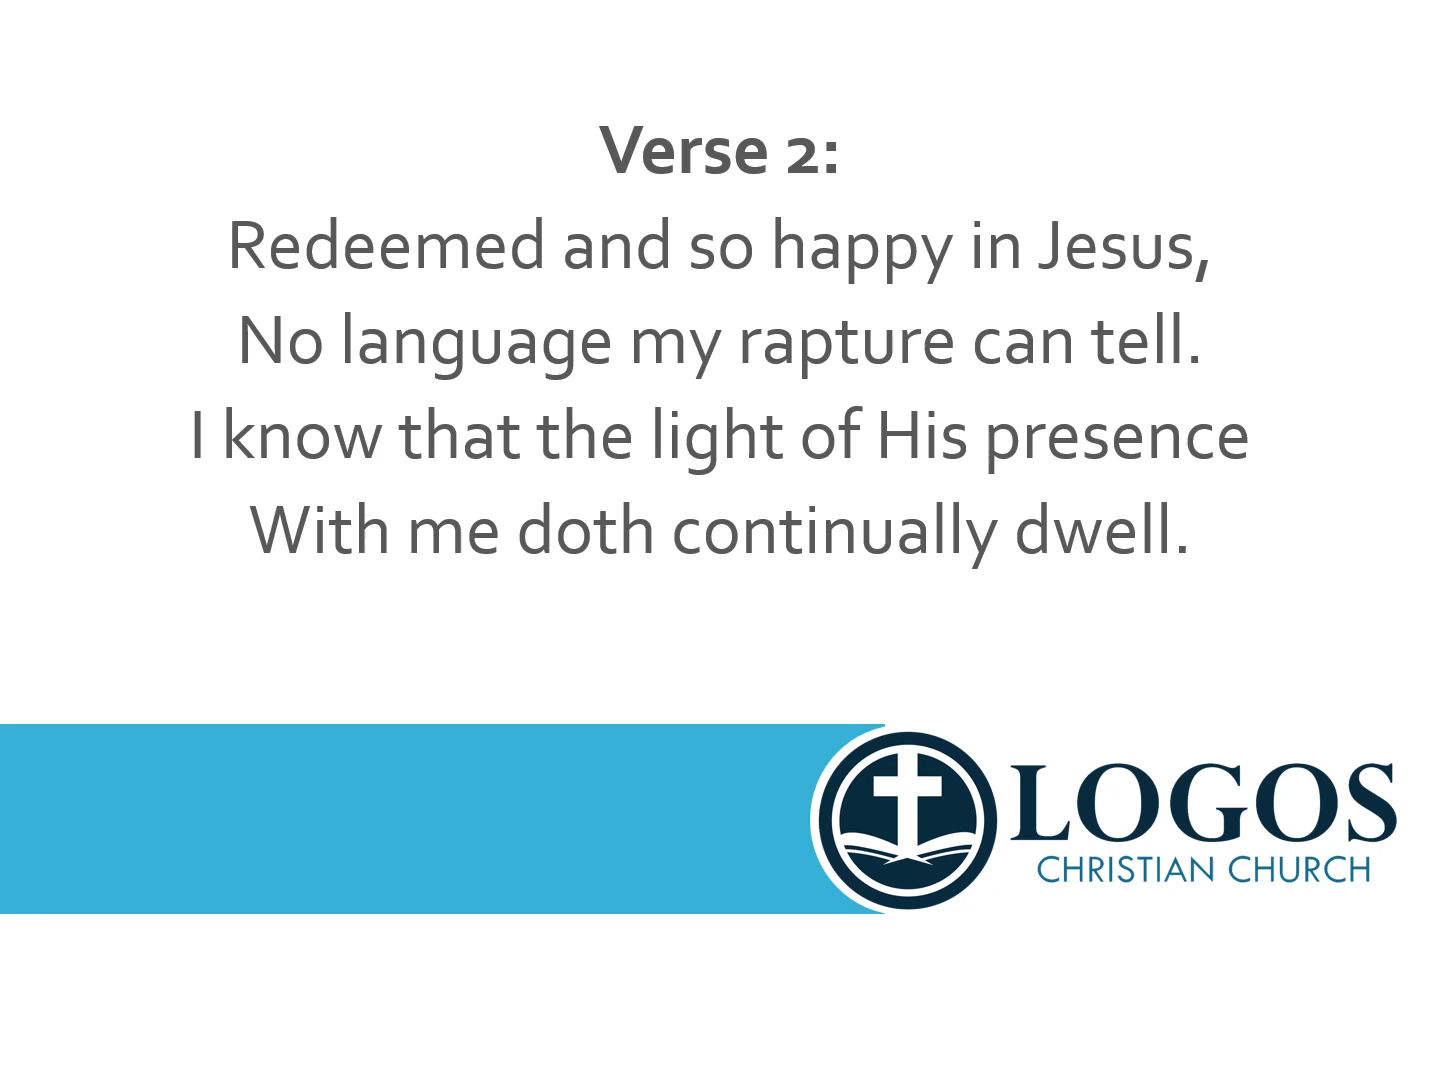 Verse 2:
Redeemed and so happy in Jesus,
No language my rapture can tell.
I know that the light of His presence
With me doth continually dwell.
LOGOS
CHRISTIAN CHURCH